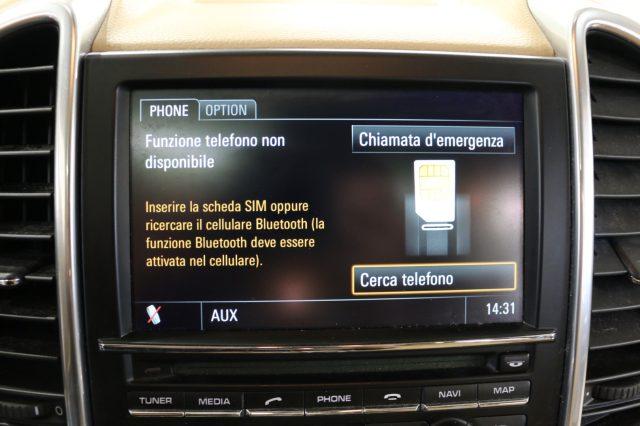 PHONE OPTION
Funzione telefono non
disponibile
Chiamata d'emergenza
Inserire la scheda SIM oppure
ricercare il cellulare Bluetooth (la
funzione Bluetooth deve essere
attivata nel cellulare).
Cerca telefono
AUX 14:31
TUNER MEDIA PHONE NAVI MAP